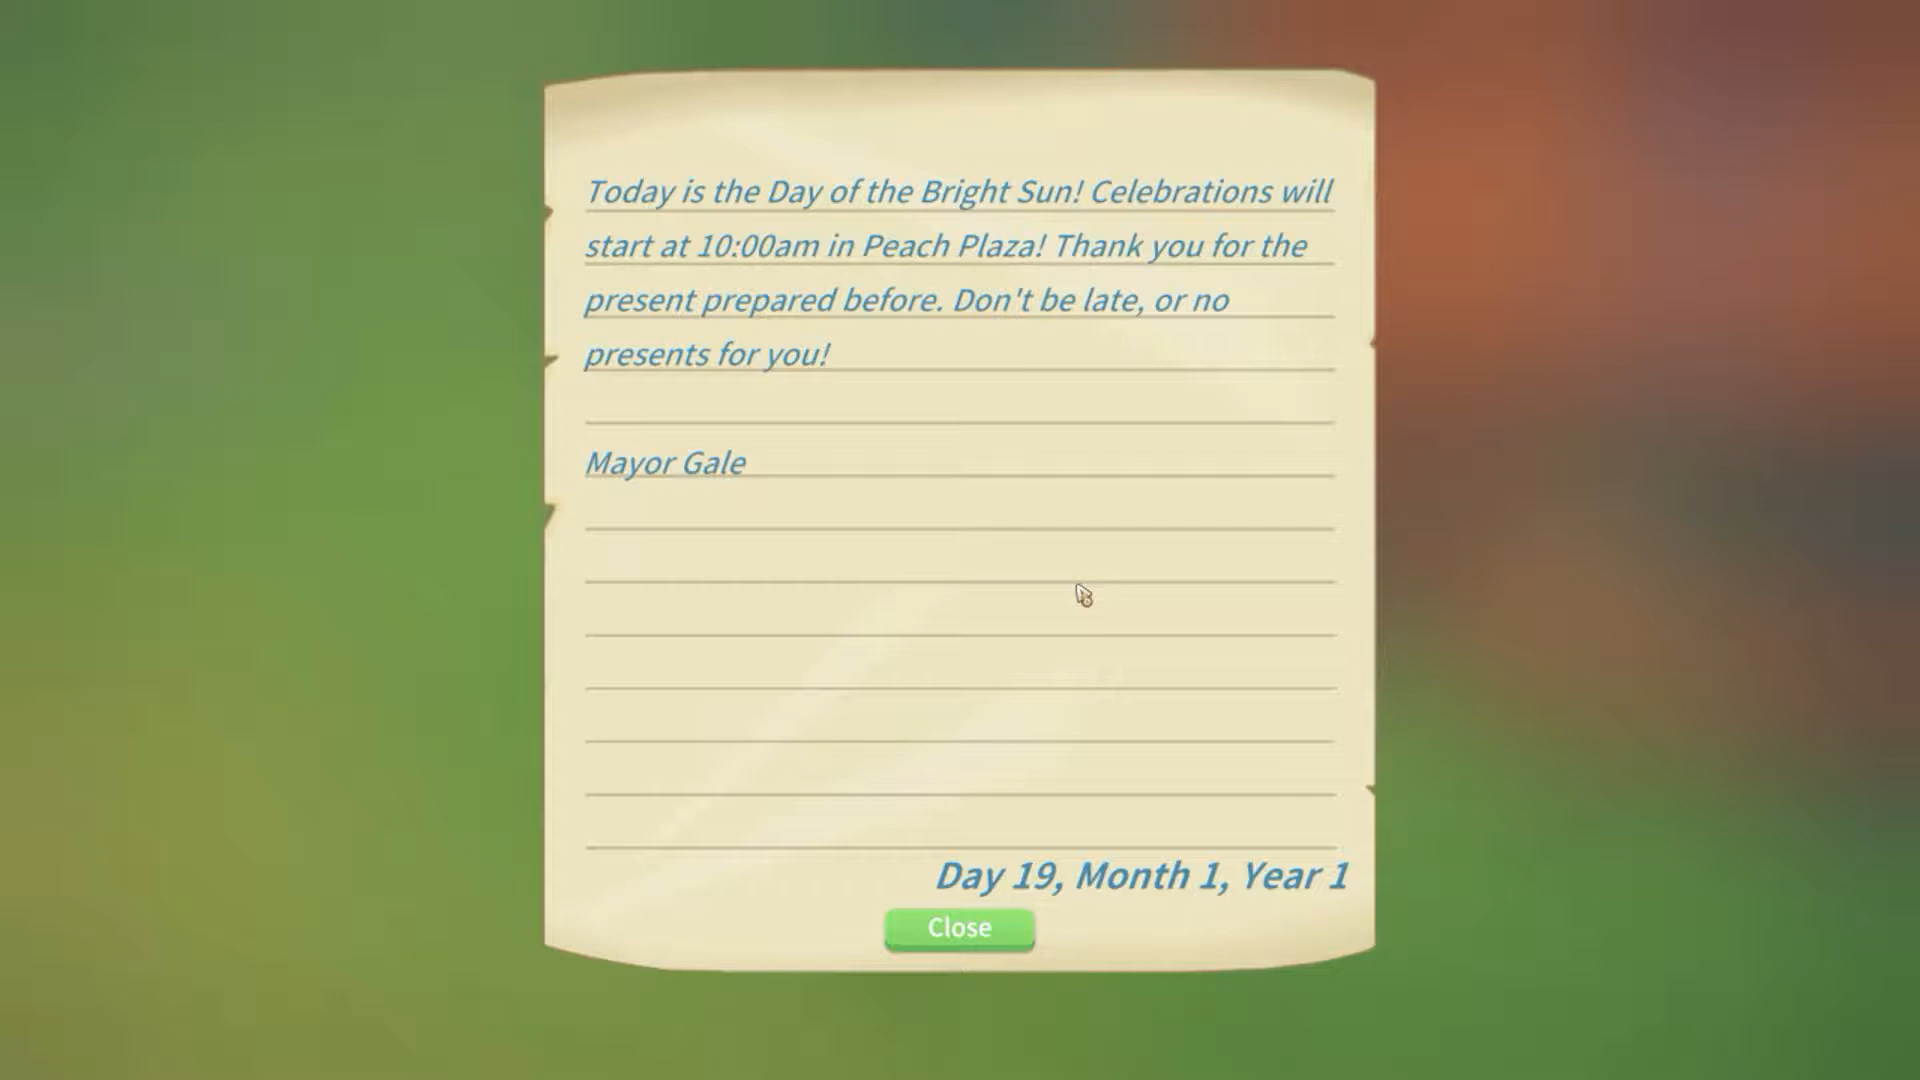 Today is the Day of the Bright Sun! Celebrations will
start at 10:00am in Peach Plaza! Thank you for the
present prepared before. Don't be late, or no
presents for you!
Mayor Gale
Day 19, Month 1, Year 1
Close